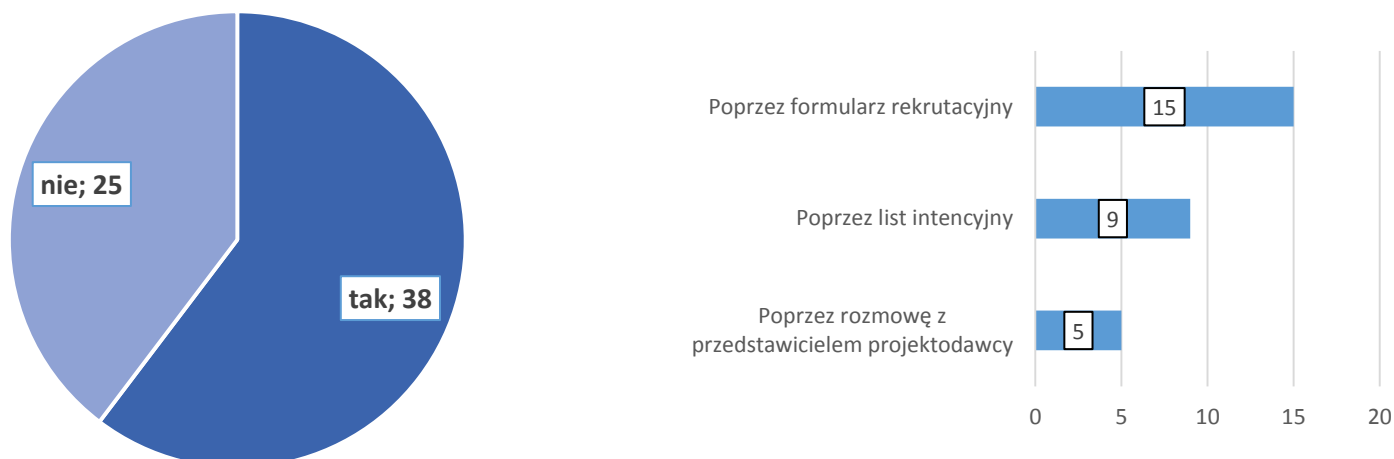 nie; 25
tak; 38
Poprzez formularz rekrutacyjny
15
Poprzez list intencyjny
9
Poprzez rozmowę z
przedstawicielem projektodawcy
5
0 5 10 15 20